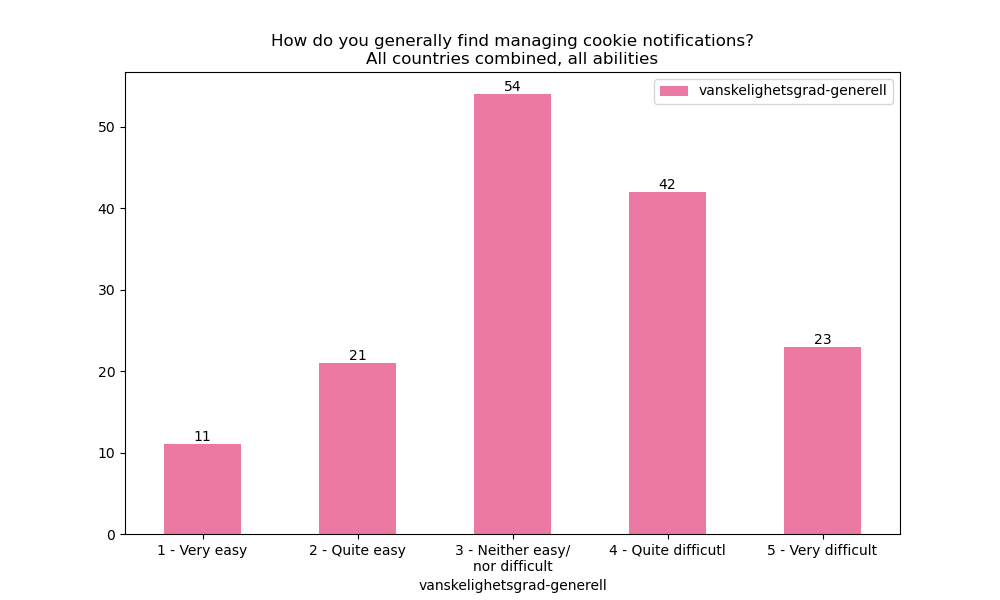 How do you generally find managing cookie notifications?
All countries combined, all abilities
vanskelighetsgrad-generell
54
42
23
21
11
50
40
30
20
10
0
1 - Very easy
2 - Quite easy
3 - Neither easy/
nor difficult
4 - Quite difficutl
5 - Very difficult
vanskelighetsgrad-generell